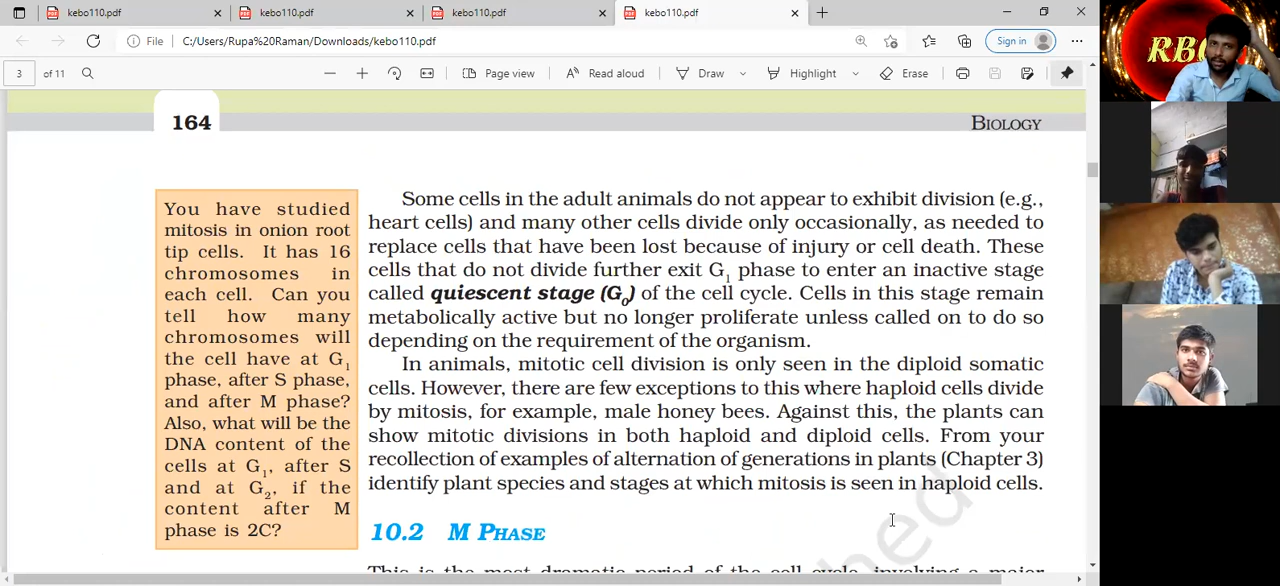 kebo110.pdf
kebo110.pdf
kebo110.pdf
kebo110.pdf
File
C:/Users/Rupa%20Raman/Downloads/kebo110.pdf
Sign in
3 of 11
Page view
Read aloud
Draw
Highlight
Erase
164
BIOLOGY
You have studied
mitosis in onion root
tip cells. It has 16
chromosomes in
each cell. Can you
tell how many
chromosomes will
the cell have at G1
phase, after S phase,
and after M phase?
Also, what will be the
DNA content of the
cells at G1, after S
and at G2, if the
content after M
phase is 2C?
Some cells in the adult animals do not appear to exhibit division (e.g.,
heart cells) and many other cells divide only occasionally, as needed to
replace cells that have been lost because of injury or cell death. These
cells that do not divide further exit G1 phase to enter an inactive stage
called quiescent stage (G0) of the cell cycle. Cells in this stage remain
metabolically active but no longer proliferate unless called on to do so
depending on the requirement of the organism.
In animals, mitotic cell division is only seen in the diploid somatic
cells. However, there are few exceptions to this where haploid cells divide
by mitosis, for example, male honey bees. Against this, the plants can
show mitotic divisions in both haploid and diploid cells. From your
recollection of examples of alternation of generations in plants (Chapter 3)
identify plant species and stages at which mitosis is seen in haploid cells.
10.2 M PHASE
This is the most dramatic period of the cell cycle, involving a major